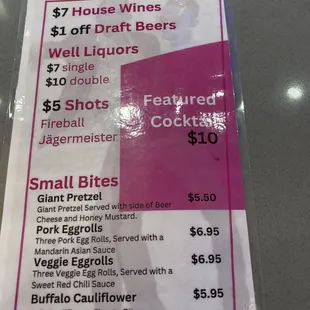 $7 House Wines
$1 off Draft Beers
Well Liquors
$7 single
$10 double
$5 Shots
Fireball
Jägermeister
Featured
Cocktail
$10
Small Bites
Giant Pretzel $5.50
Giant Pretzel Served with side of Beer
Cheese and Honey Mustard.
Pork Eggrolls $6.95
Three Pork Egg Rolls, Served with a
Mandarin Asian Sauce
Veggie Eggrolls $6.95
Three Veggie Egg Rolls, Served with a
Sweet Red Chili Sauce
Buffalo Cauliflower $5.95